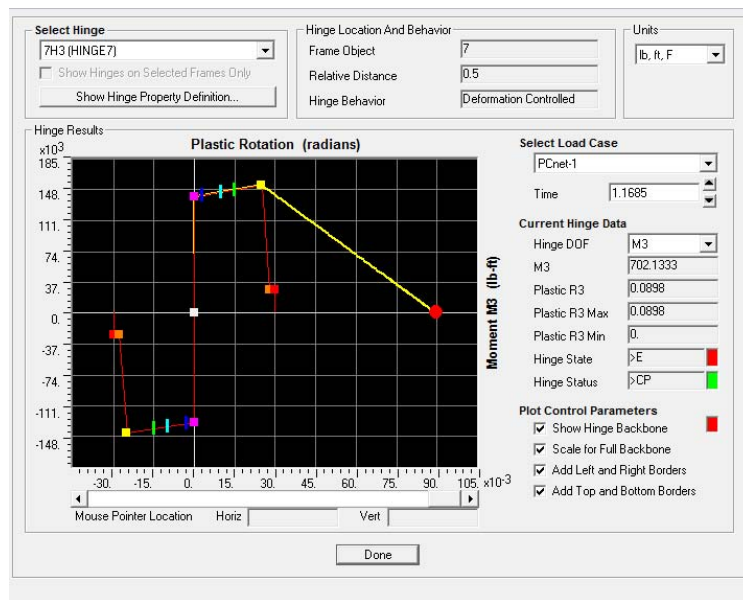 Select Hinge
7H3 (HINGE7)
Show Hinges on Selected Frames Only
Show Hinge Property Definition...
Hinge Location And Behavior
Frame Object 7
Relative Distance 0.5
Hinge Behavior Deformation Controlled
Units
lb, ft, F
Hinge Results
x103
Plastic Rotation (radians)
185.
148.
111.
74.
37.
0.
-37.
-74.
-111.
-148.
Moment M3 (lb-ft)
-30. -15. 0. 15. 30. 45. 60. 75. 90. 105. x10-3
Mouse Pointer Location Horiz Vert
Select Load Case
PCnet-1
Time 1.1685
Current Hinge Data
Hinge DOF M3
M3 702.1333
Plastic R3 0.0898
Plastic R3 Max 0.0898
Plastic R3 Min 0.
Hinge State >E
Hinge Status >CP
Plot Control Parameters
Show Hinge Backbone
Scale for Full Backbone
Add Left and Right Borders
Add Top and Bottom Borders
Done